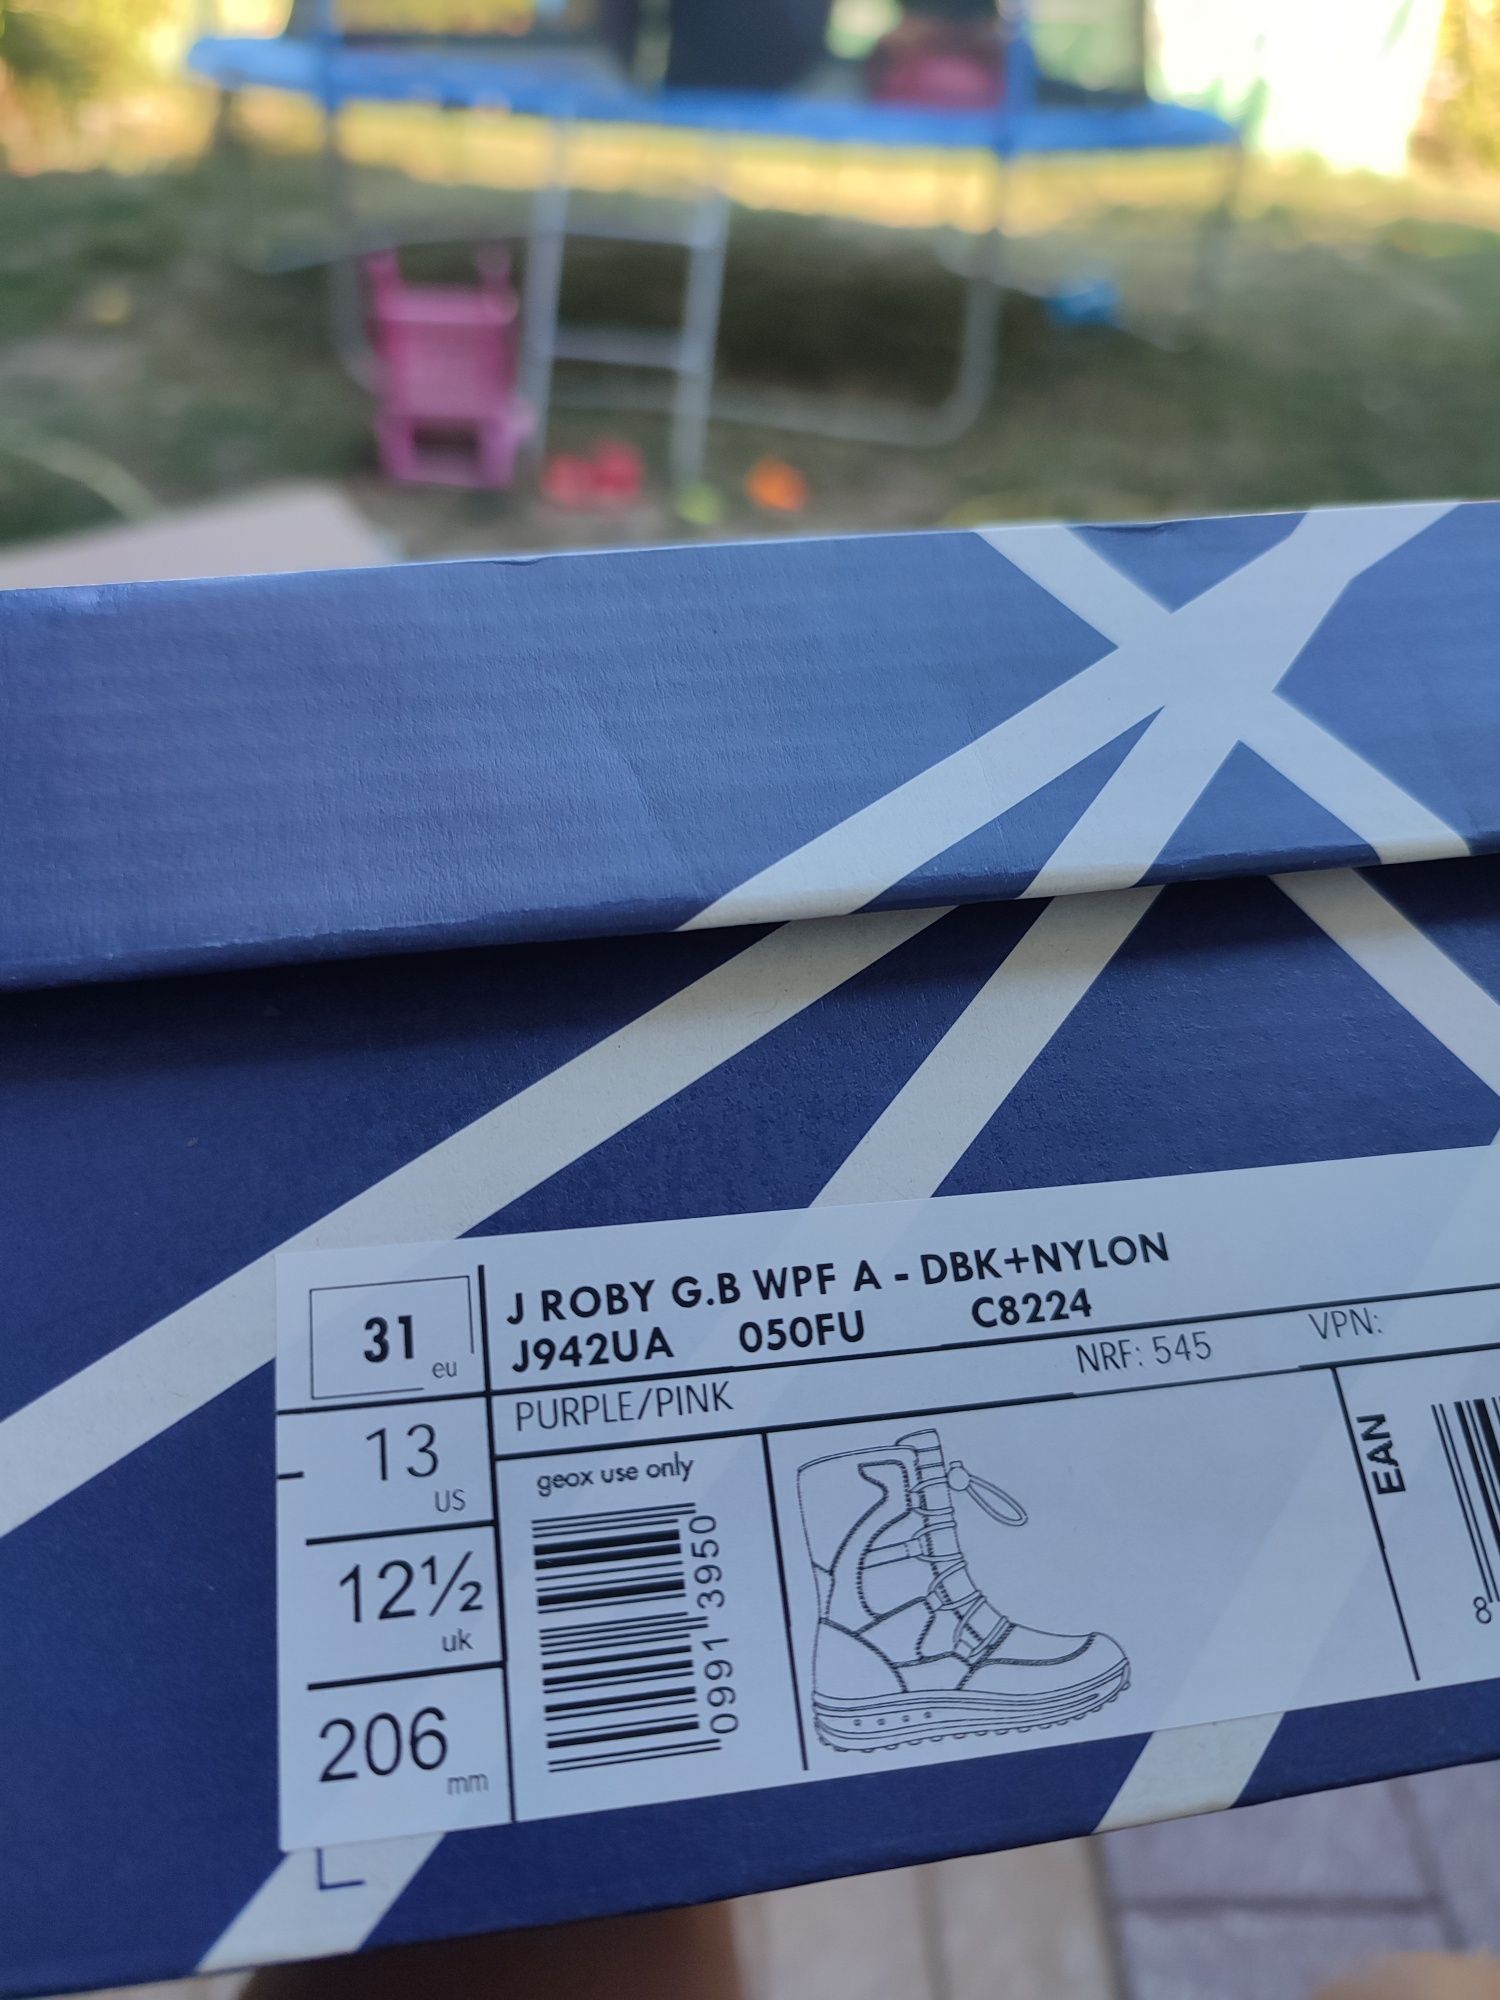 31 eu
J ROBY G.B WPF A - DBK+NYLON
J942UA 050FU C8224
PURPLE/PINK NRF: 545 VPN:
13 US
12½ uk
206 mm
geox use only
0991 3950
EAN
8
L